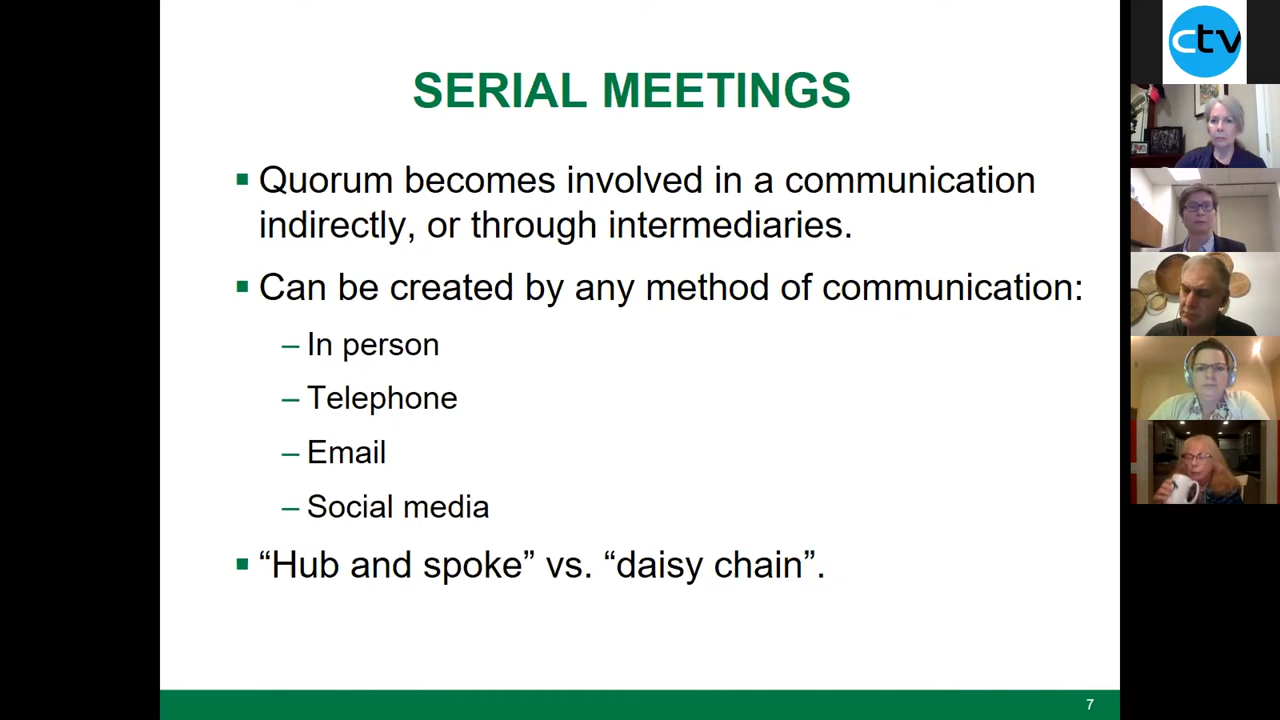 SERIAL MEETINGS
▪ Quorum becomes involved in a communication
indirectly, or through intermediaries.
▪ Can be created by any method of communication:
– In person
– Telephone
– Email
– Social media
▪ “Hub and spoke” vs. “daisy chain”.
7
ctv